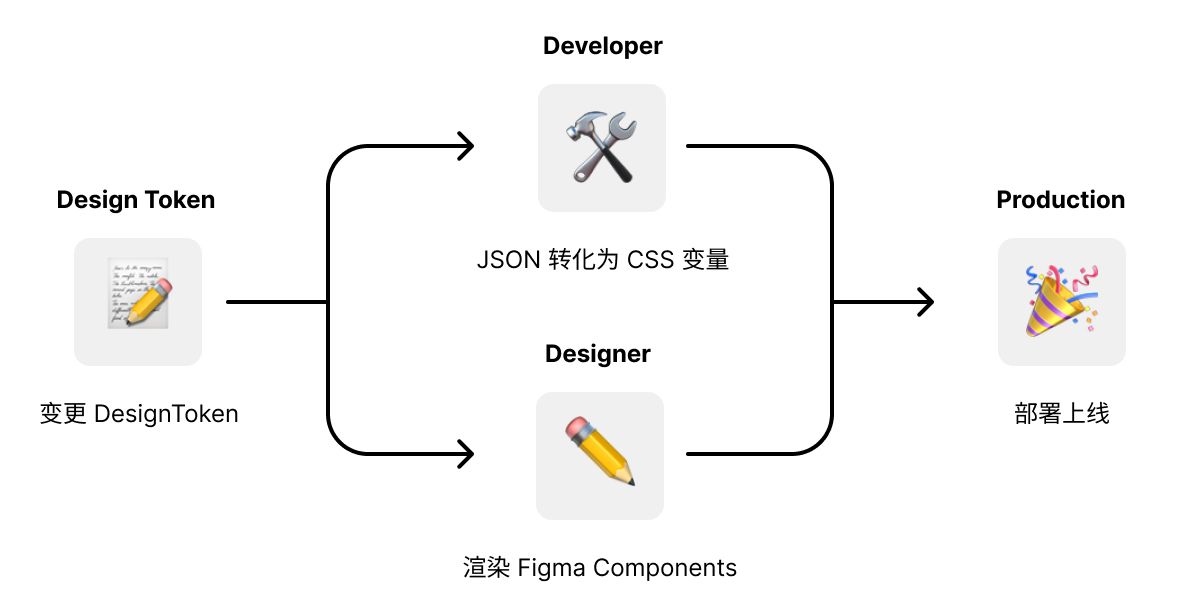 Developer
JSON 转化为 CSS 变量
Design Token
变更 DesignToken
Production
部署上线
Designer
渲染 Figma Components